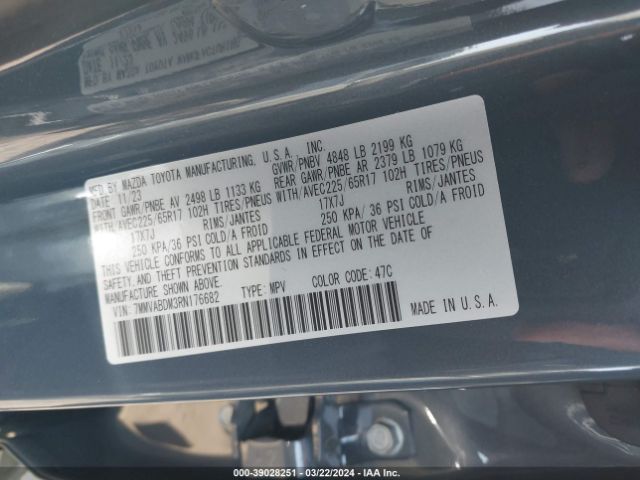 MFD BY MAZDA TOYOTA MANUFACTURING, U.S.A., INC.
DATE 11/23 GVWR/PNBV 4848 LB 2199 KG
FRONT GAWR/PNBE AV 2498 LB 1133 KG REAR GAWR/PNBE AR 2379 LB 1079 KG
WITH/AVEC225/65R17 102H TIRES/PNEUS WITH/AVEC225/65R17 102H TIRES/PNEUS
17X7J RIMS/JANTES 17X7J RIMS/JANTES
250 KPA/36 PSI COLD/A FROID 250 KPA/ 36 PSI COLD/A FROID
THIS VEHICLE CONFORMS TO ALL APPLICABLE FEDERAL MOTOR VEHICLE
SAFETY, AND THEFT PREVENTION STANDARDS IN EFFECT ON THE DATE OF
MANUFACTURE SHOWN ABOVE.
VIN: 7MMVABDM3RN176682 TYPE: MPV COLOR CODE: 47C
MADE IN U.S.A.
000-39028251 - 03/22/2024 - IAA Inc.